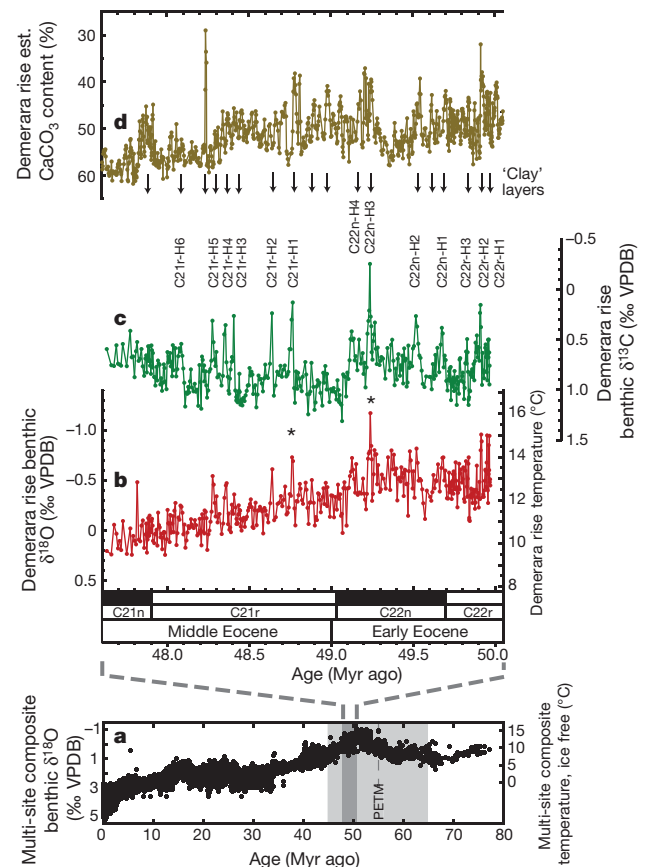 Demerara rise est.
CaCO3 content (%)
30
40
50
60
d
'Clay'
layers
C21r-H6
C21r-H5
C21r-H4
C21r-H3
C21r-H2
C21r-H1
C22n-H4
C22n-H3
C22n-H2
C22n-H1
C22r-H3
C22r-H2
C22r-H1
−0.5
0
0.5
1.0
1.5
Demerara rise
benthic δ13C (‰ VPDB)
c
*
*
Demerara rise benthic
δ18O (‰ VPDB)
−1.0
−0.5
0
0.5
b
16
14
12
10
8
Demerara rise temperature (°C)
C21n
C21r
C22n
C22r
Middle Eocene
Early Eocene
48.0
48.5
49.0
49.5
50.0
Age (Myr ago)
Multi-site composite
benthic δ18O
(‰ VPDB)
−1
1
3
5
a
PETM
15
10
5
0
Multi-site composite
temperature, ice free (°C)
0 10 20 30 40 50 60 70 80
Age (Myr ago)